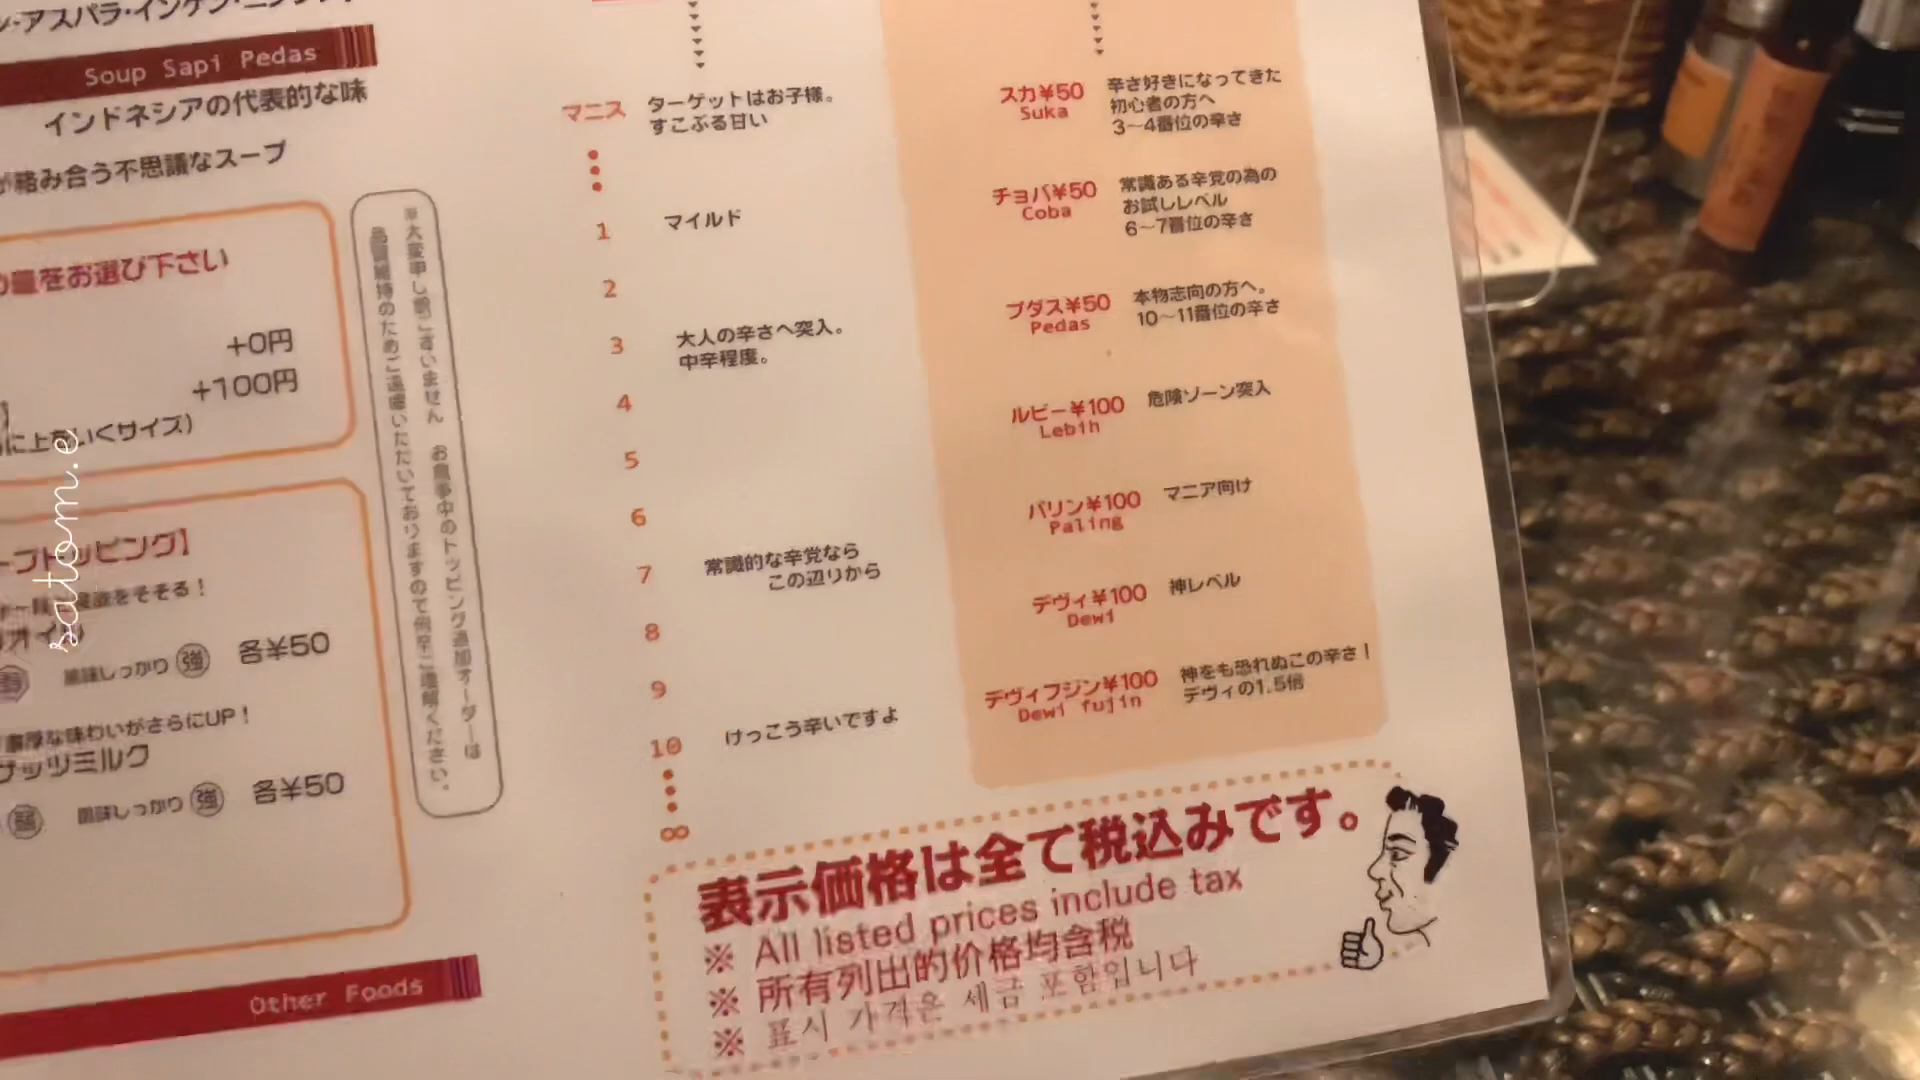 アスパラ・インゲン・ニンジン
Soup Sapi Pedas
インドネシアの代表的な味
が絡み合う不思議なスープ
の量をお選び下さい
+0円
+100円
に上をいくサイズ)
ープトッピング】
をそそる!
風味しっかり 強 各¥50
濃厚な味わいがさらにUP!
ナッツミルク
風味しっかり 強 各¥50
※大変申し訳ございません お食事中のトッピング追加オーダーは
品質維持のためご遠慮いただいておりますので何卒ご理解ください。
Other Foods
satom.e
マニス ターゲットはお子様。
すこぶる甘い
1 マイルド
2
3 大人の辛さへ突入。
中辛程度。
4
5
6
7 常識的な辛党なら
この辺りから
8
9
10 けっこう辛いですよ
∞
スカ¥50 辛さ好きになってきた
Suka 初心者の方へ
3〜4番位の辛さ
チョバ¥50 常識ある辛党の為の
Coba お試しレベル
6〜7番位の辛さ
プダス¥50 本物志向の方へ。
Pedas 10〜11番位の辛さ
ルビー¥100 危険ゾーン突入
Lebih
パリン¥100 マニア向け
Paling
デヴィ¥100 神レベル
Dewi
デヴィフジン¥100 神をも恐れぬこの辛さ!
Dewi fujin デヴィの1.5倍
表示価格は全て税込みです。
※ All listed prices include tax
※ 所有列出的价格均含税
※ 표시 가격은 세금 포함입니다